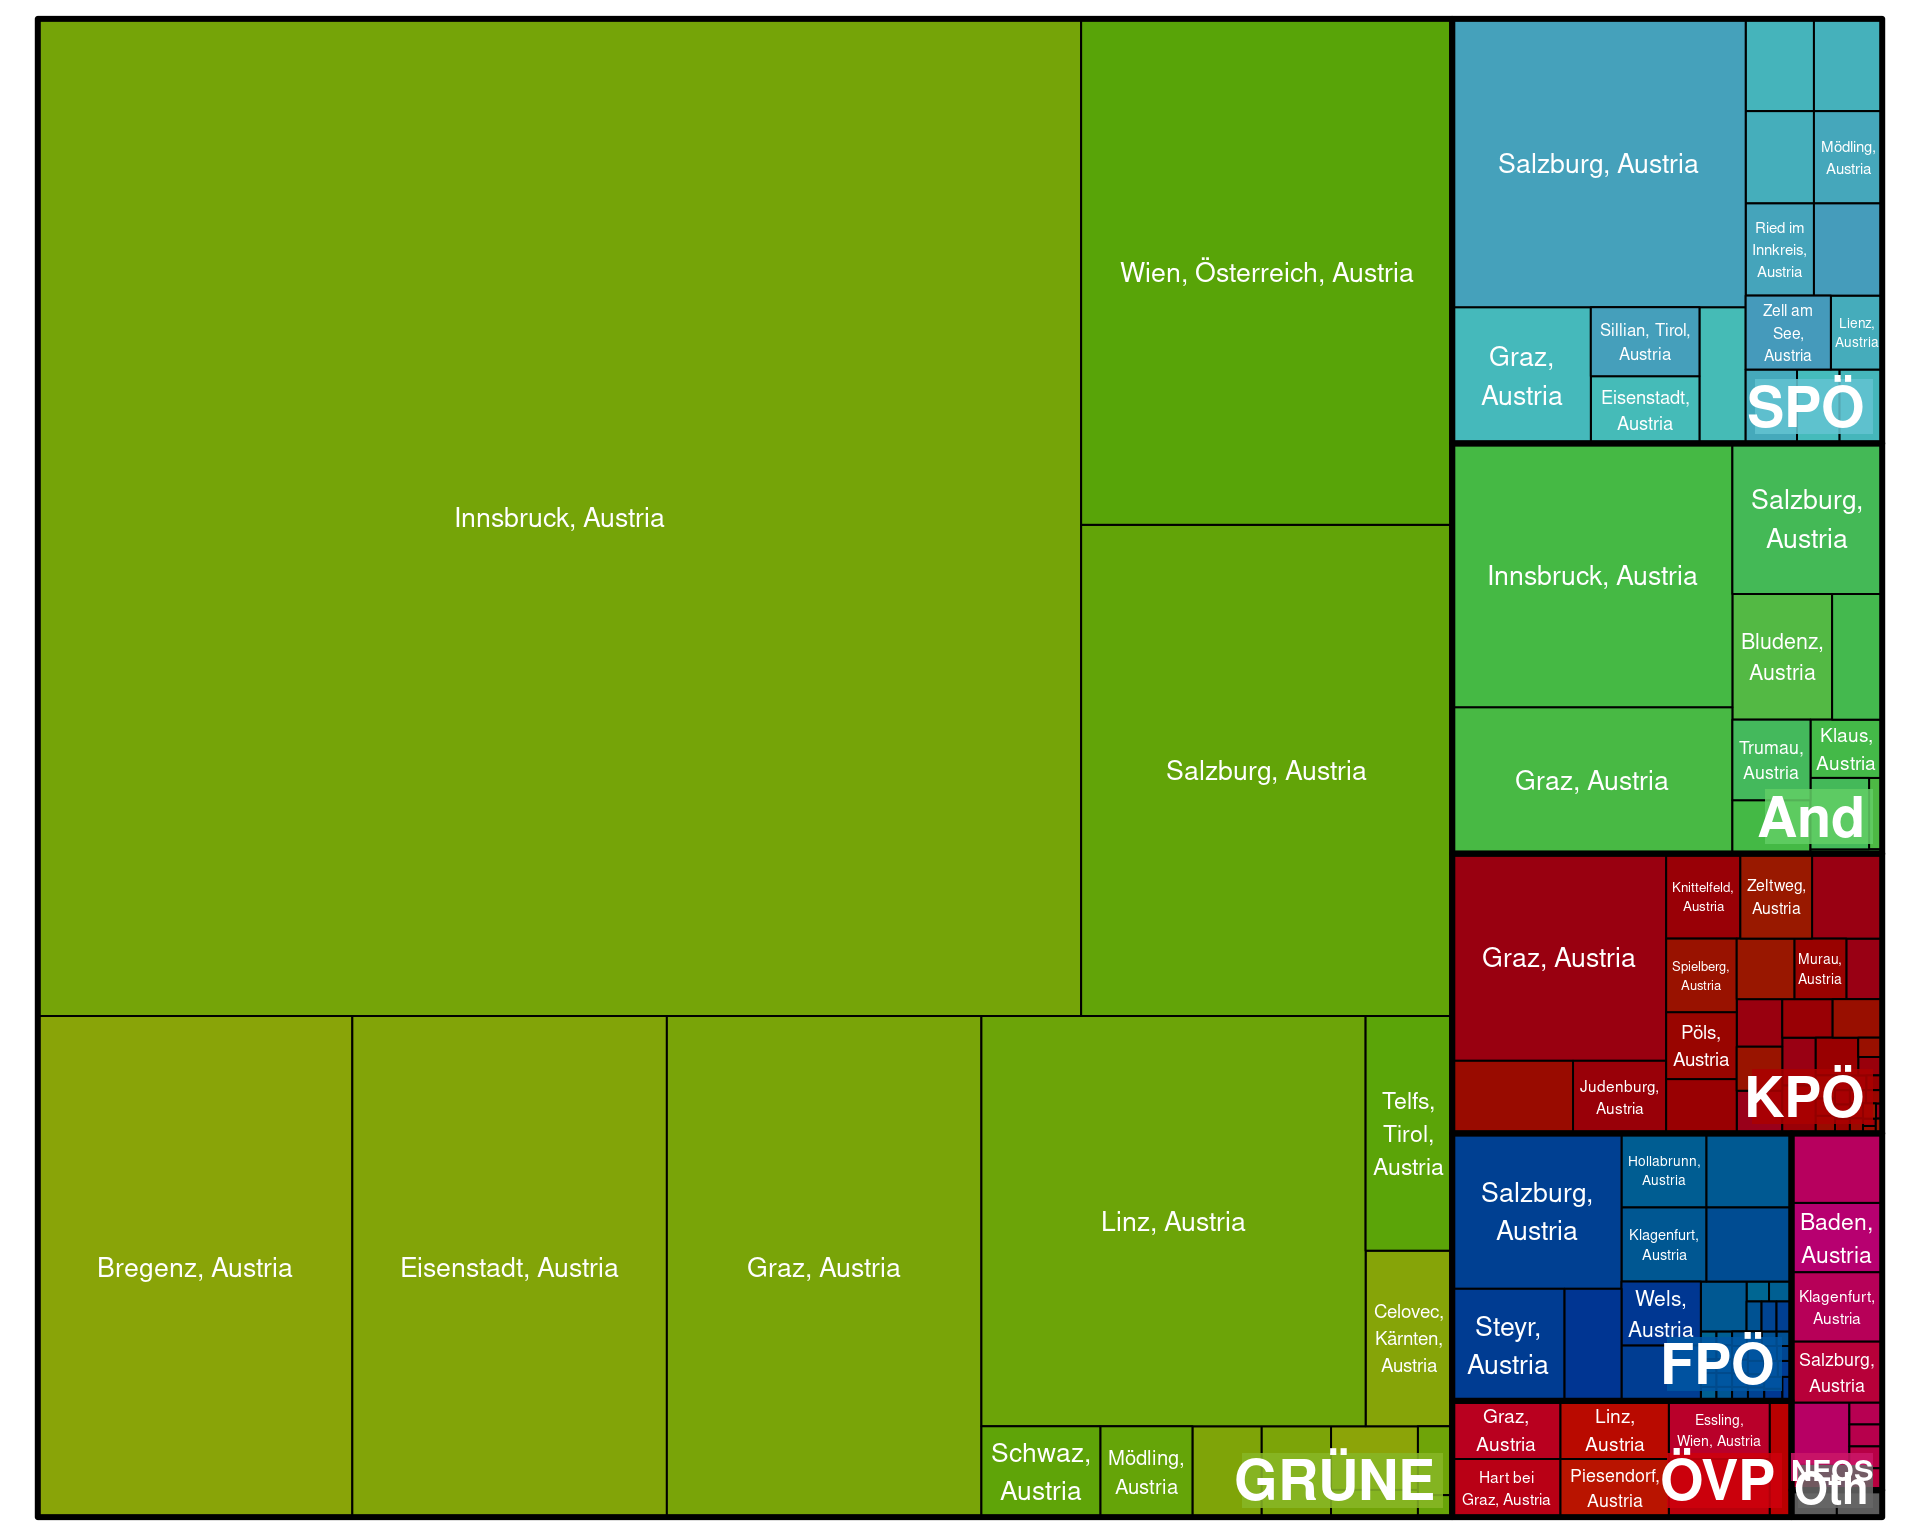 Innsbruck, Austria
Wien, Österreich, Austria
Salzburg, Austria
Bregenz, Austria
Eisenstadt, Austria
Graz, Austria
Linz, Austria
Telfs,
Tirol,
Austria
Celovec,
Kärnten,
Austria
Schwaz,
Austria
Mödling,
Austria
GRÜNE
Salzburg, Austria
Mödling,
Austria
Ried im
Innkreis,
Austria
Zell am
See,
Austria
Lienz,
Austria
Graz,
Austria
Sillian, Tirol,
Austria
Eisenstadt,
Austria
SPÖ
Innsbruck, Austria
Salzburg,
Austria
Bludenz,
Austria
Graz, Austria
Trumau,
Austria
Klaus,
Austria
And
Graz, Austria
Knittelfeld,
Austria
Zeltweg,
Austria
Spielberg,
Austria
Murau,
Austria
Pöls,
Austria
Judenburg,
Austria
KPÖ
Salzburg,
Austria
Hollabrunn,
Austria
Klagenfurt,
Austria
Steyr,
Austria
Wels,
Austria
FPÖ
Baden,
Austria
Klagenfurt,
Austria
Salzburg,
Austria
NEOS
Graz,
Austria
Linz,
Austria
Essling,
Wien, Austria
Hart bei
Graz, Austria
Piesendorf,
Austria
ÖVP
Oth